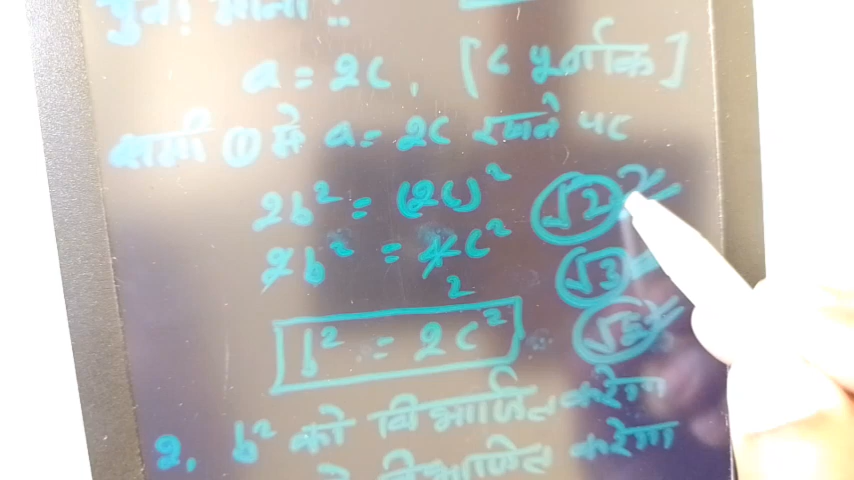 पुनः माना :
a = 2c, [c पूर्णांक]
समी ① में a = 2c रखने पर
2b² = (2c)² √2
2b² = 4c² √3
2
b² = 2c² √5
2, b² को विभाजित करेगा
विभाजित करेगा